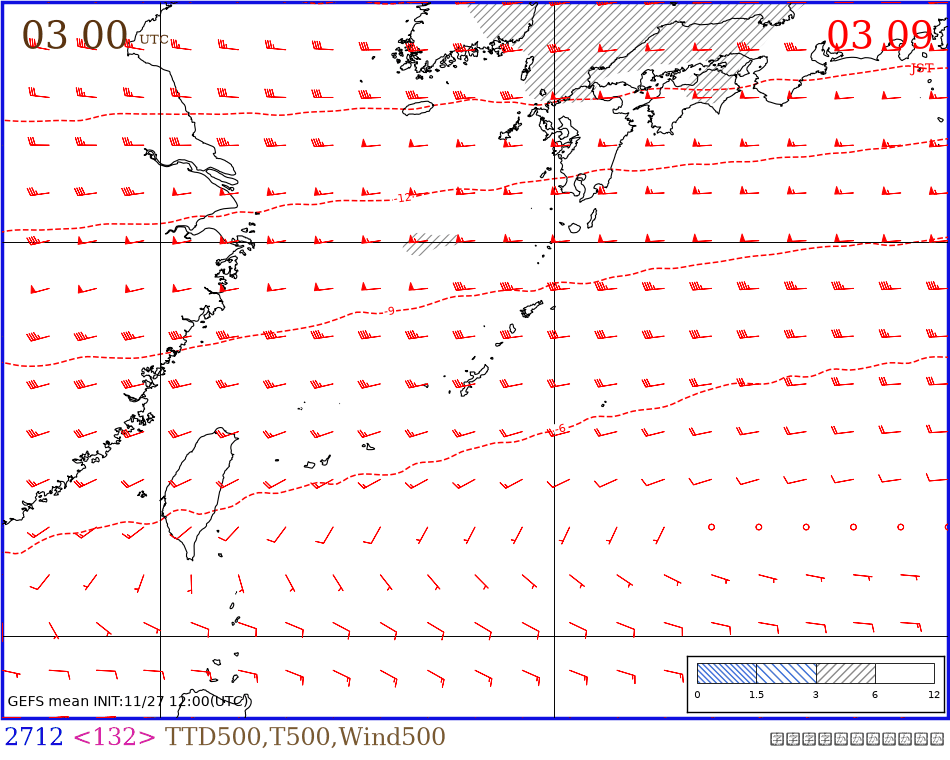 03 00 UTC
03 09 JST
-12
-9
-6
0 1.5 3 6 12
GEFS mean INIT:11/27 12:00(UTC)
2712 <132> TTD500,T500,Wind500